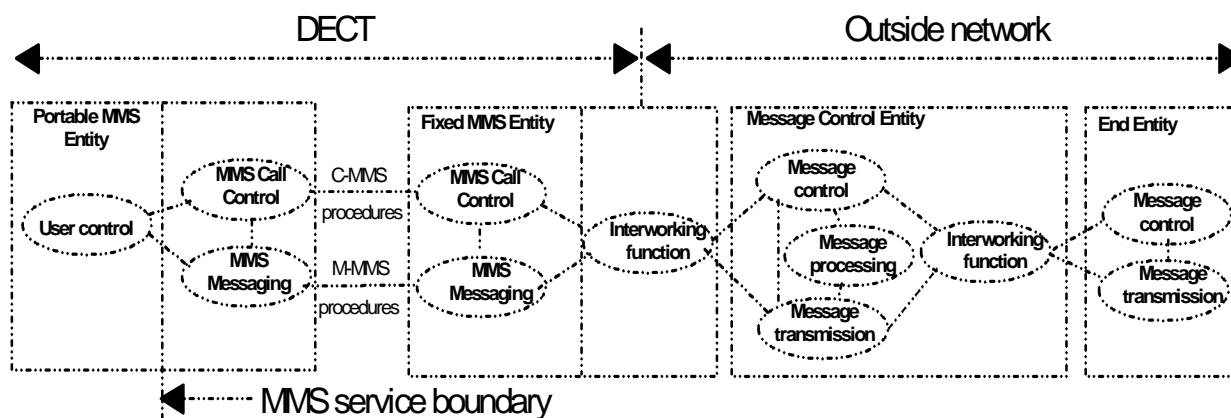 DECT
Outside network
Portable MMS
Entity
User control
MMS Call
Control
MMS
Messaging
C-MMS
procedures
M-MMS
procedures
Fixed MMS Entity
MMS Call
Control
MMS
Messaging
Interworking
function
Message Control Entity
Message
control
Message
processing
Message
transmission
Interworking
function
End Entity
Message
control
Message
transmission
MMS service boundary